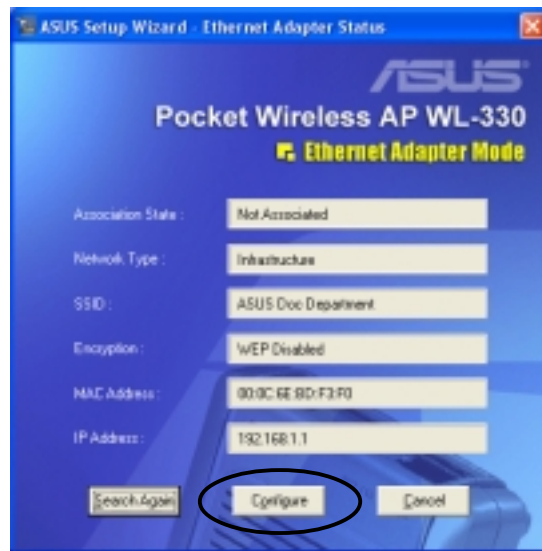 ASUS Setup Wizard - Ethernet Adapter Status
ASUS
Pocket Wireless AP WL-330
Ethernet Adapter Mode
Association State : Not Associated
Network Type : Infrastructure
SSID : ASUS Doc Department
Encryption : WEP Disabled
MAC Address : 00:0C:6E:BD:F3:F0
IP Address : 192.168.1.1
Search Again Configure Cancel